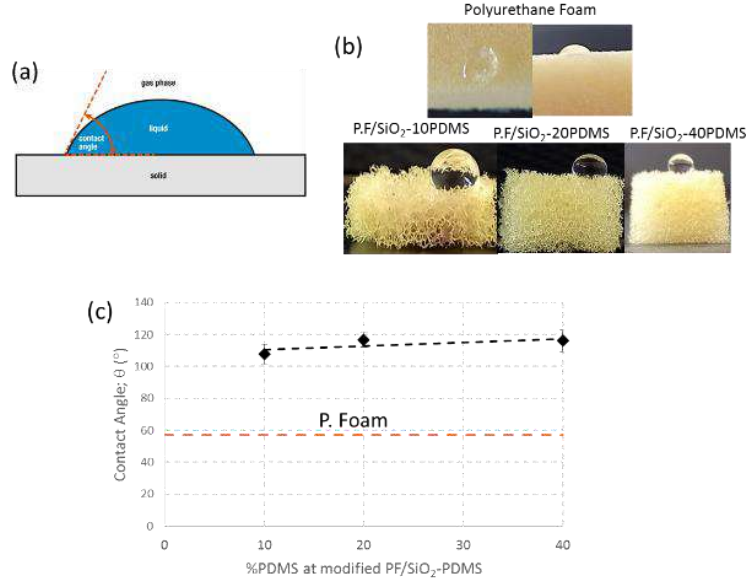 (a)
gas phase
liquid
contact
angle
solid
(b)
Polyurethane Foam
P.F/SiO₂-10PDMS
P.F/SiO₂-20PDMS
P.F/SiO₂-40PDMS
(c)
140
120
100
80
60
40
20
0
Contact Angle; θ (°)
P. Foam
0
10
20
30
40
%PDMS at modified PF/SiO₂-PDMS